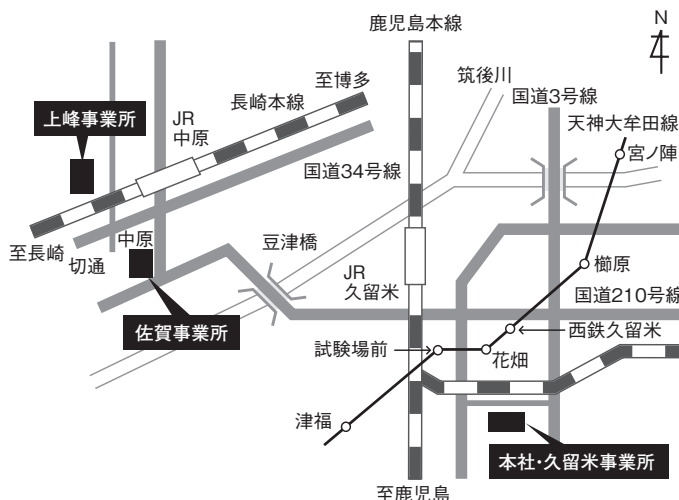 鹿児島本線
N
筑後川
国道3号線
至博多
長崎本線
JR
中原
上峰事業所
天神大牟田線
宮ノ陣
国道34号線
至長崎
切通
中原
豆津橋
JR
久留米
櫛原
国道210号線
佐賀事業所
試験場前
西鉄久留米
花畑
津福
本社・久留米事業所
至鹿児島